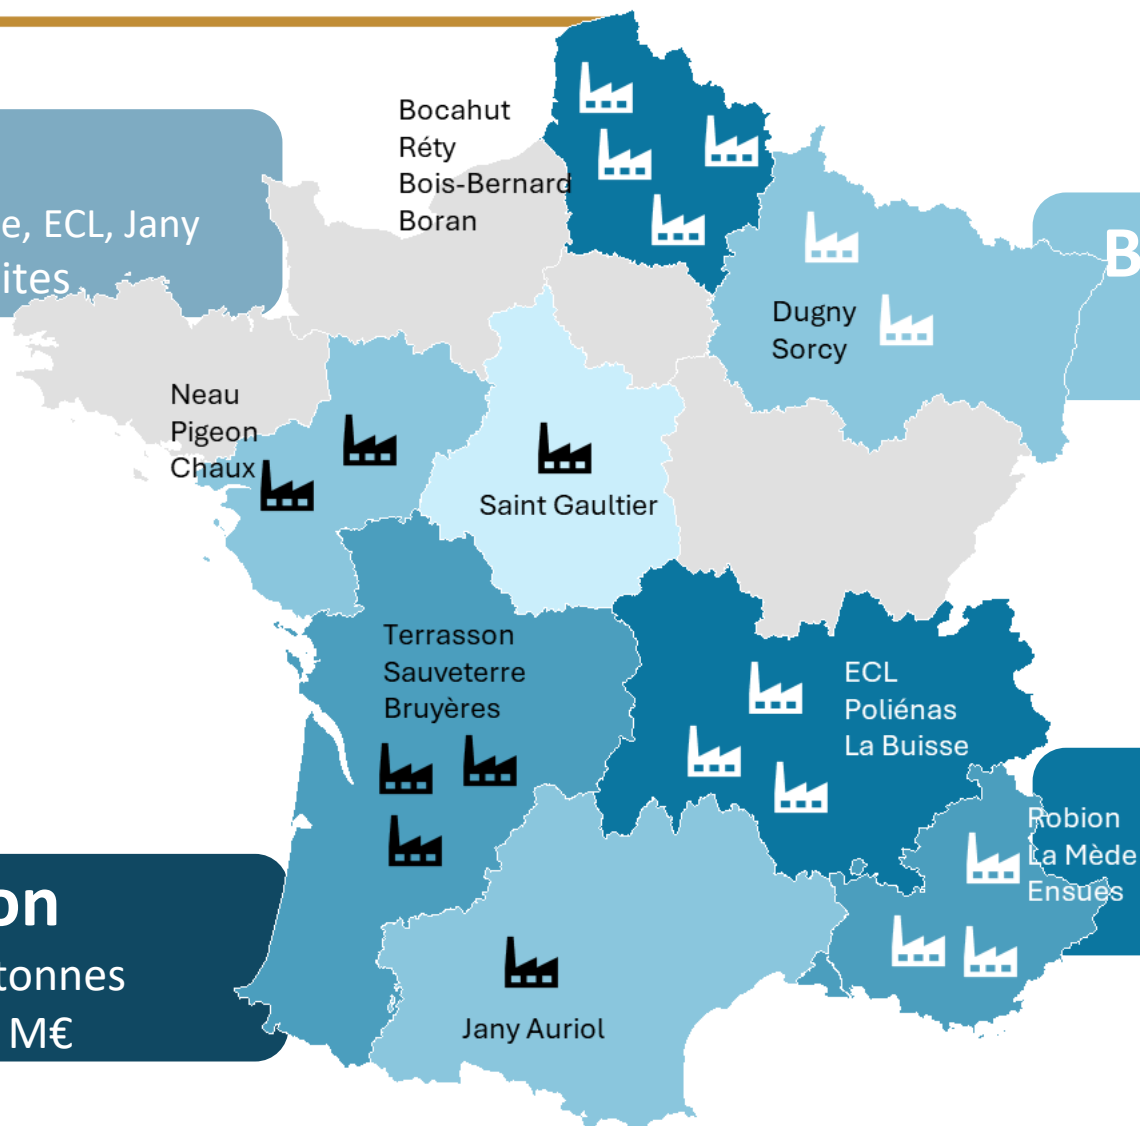 Bocahut
Réty
Bois-Bernard
Boran
e, ECL, Jany
ites
B
Dugny
Sorcy
Neau
Pigeon
Chaux
Saint Gaultier
Terrasson
Sauveterre
Bruyères
ECL
Poliénas
La Buisse
Robion
La Mède
Ensues
on
tonnes
M€
Jany Auriol